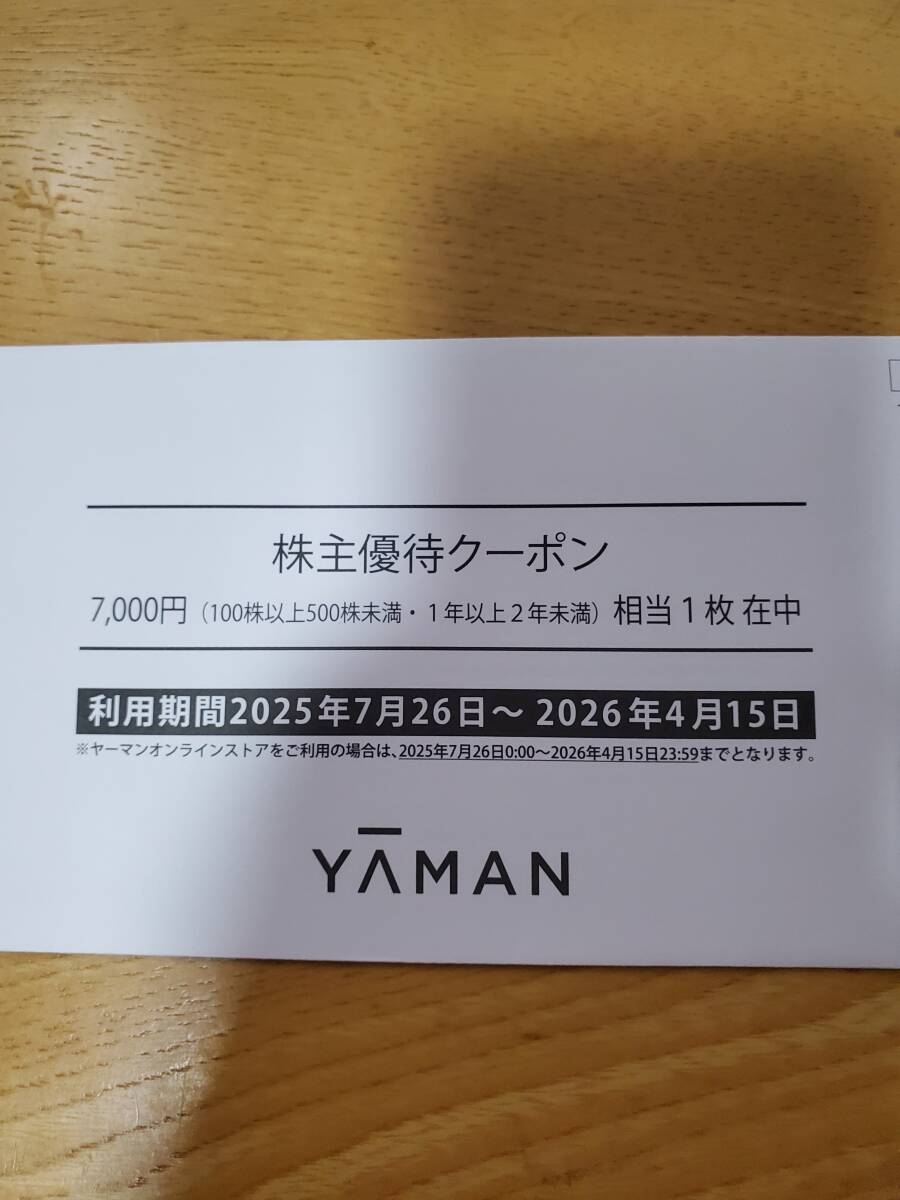 株主優待クーポン
7,000円（100株以上500株未満・1年以上2年未満）相当1枚 在中
利用期間2025年7月26日～ 2026年4月15日
※ヤーマンオンラインストアをご利用の場合は、2025年7月26日0:00～2026年4月15日23:59までとなります。
YĀMAN